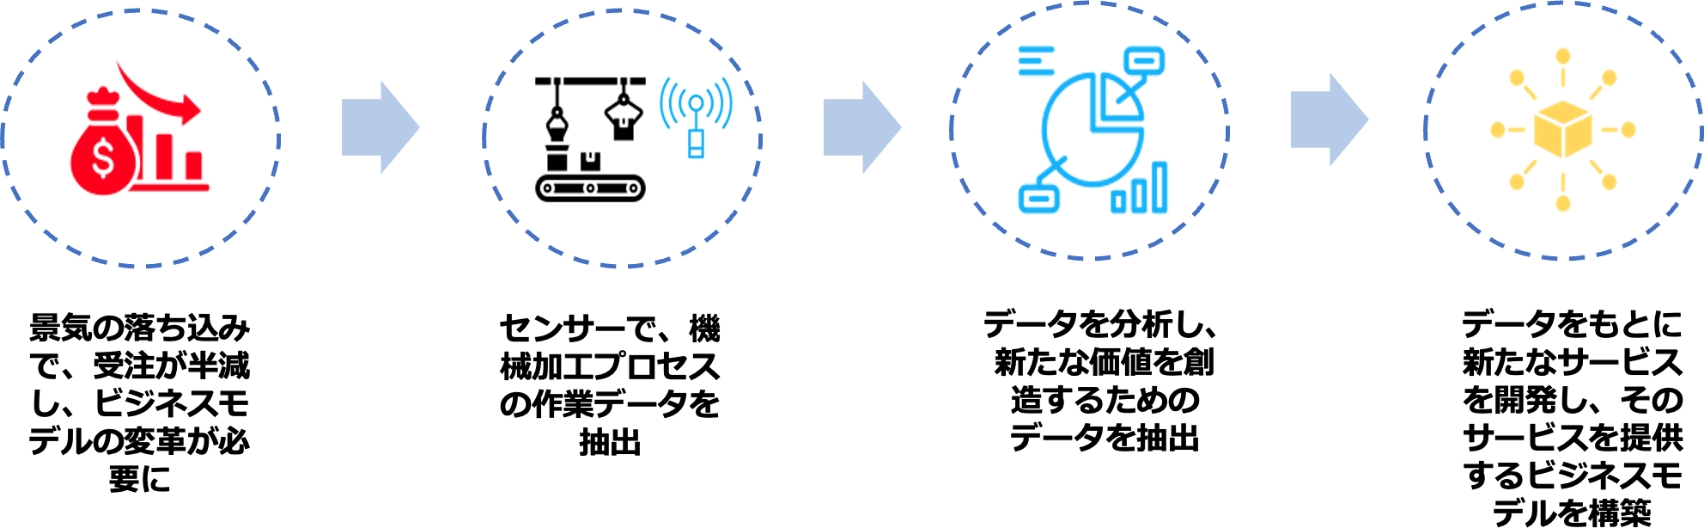 景気の落ち込み
で、受注が半減
し、ビジネスモ
デルの変革が必
要に
センサーで、機
械加工プロセス
の作業データを
抽出
データを分析し、
新たな価値を創
造するための
データを抽出
データをもとに
新たなサービス
を開発し、その
サービスを提供
するビジネスモ
デルを構築
$